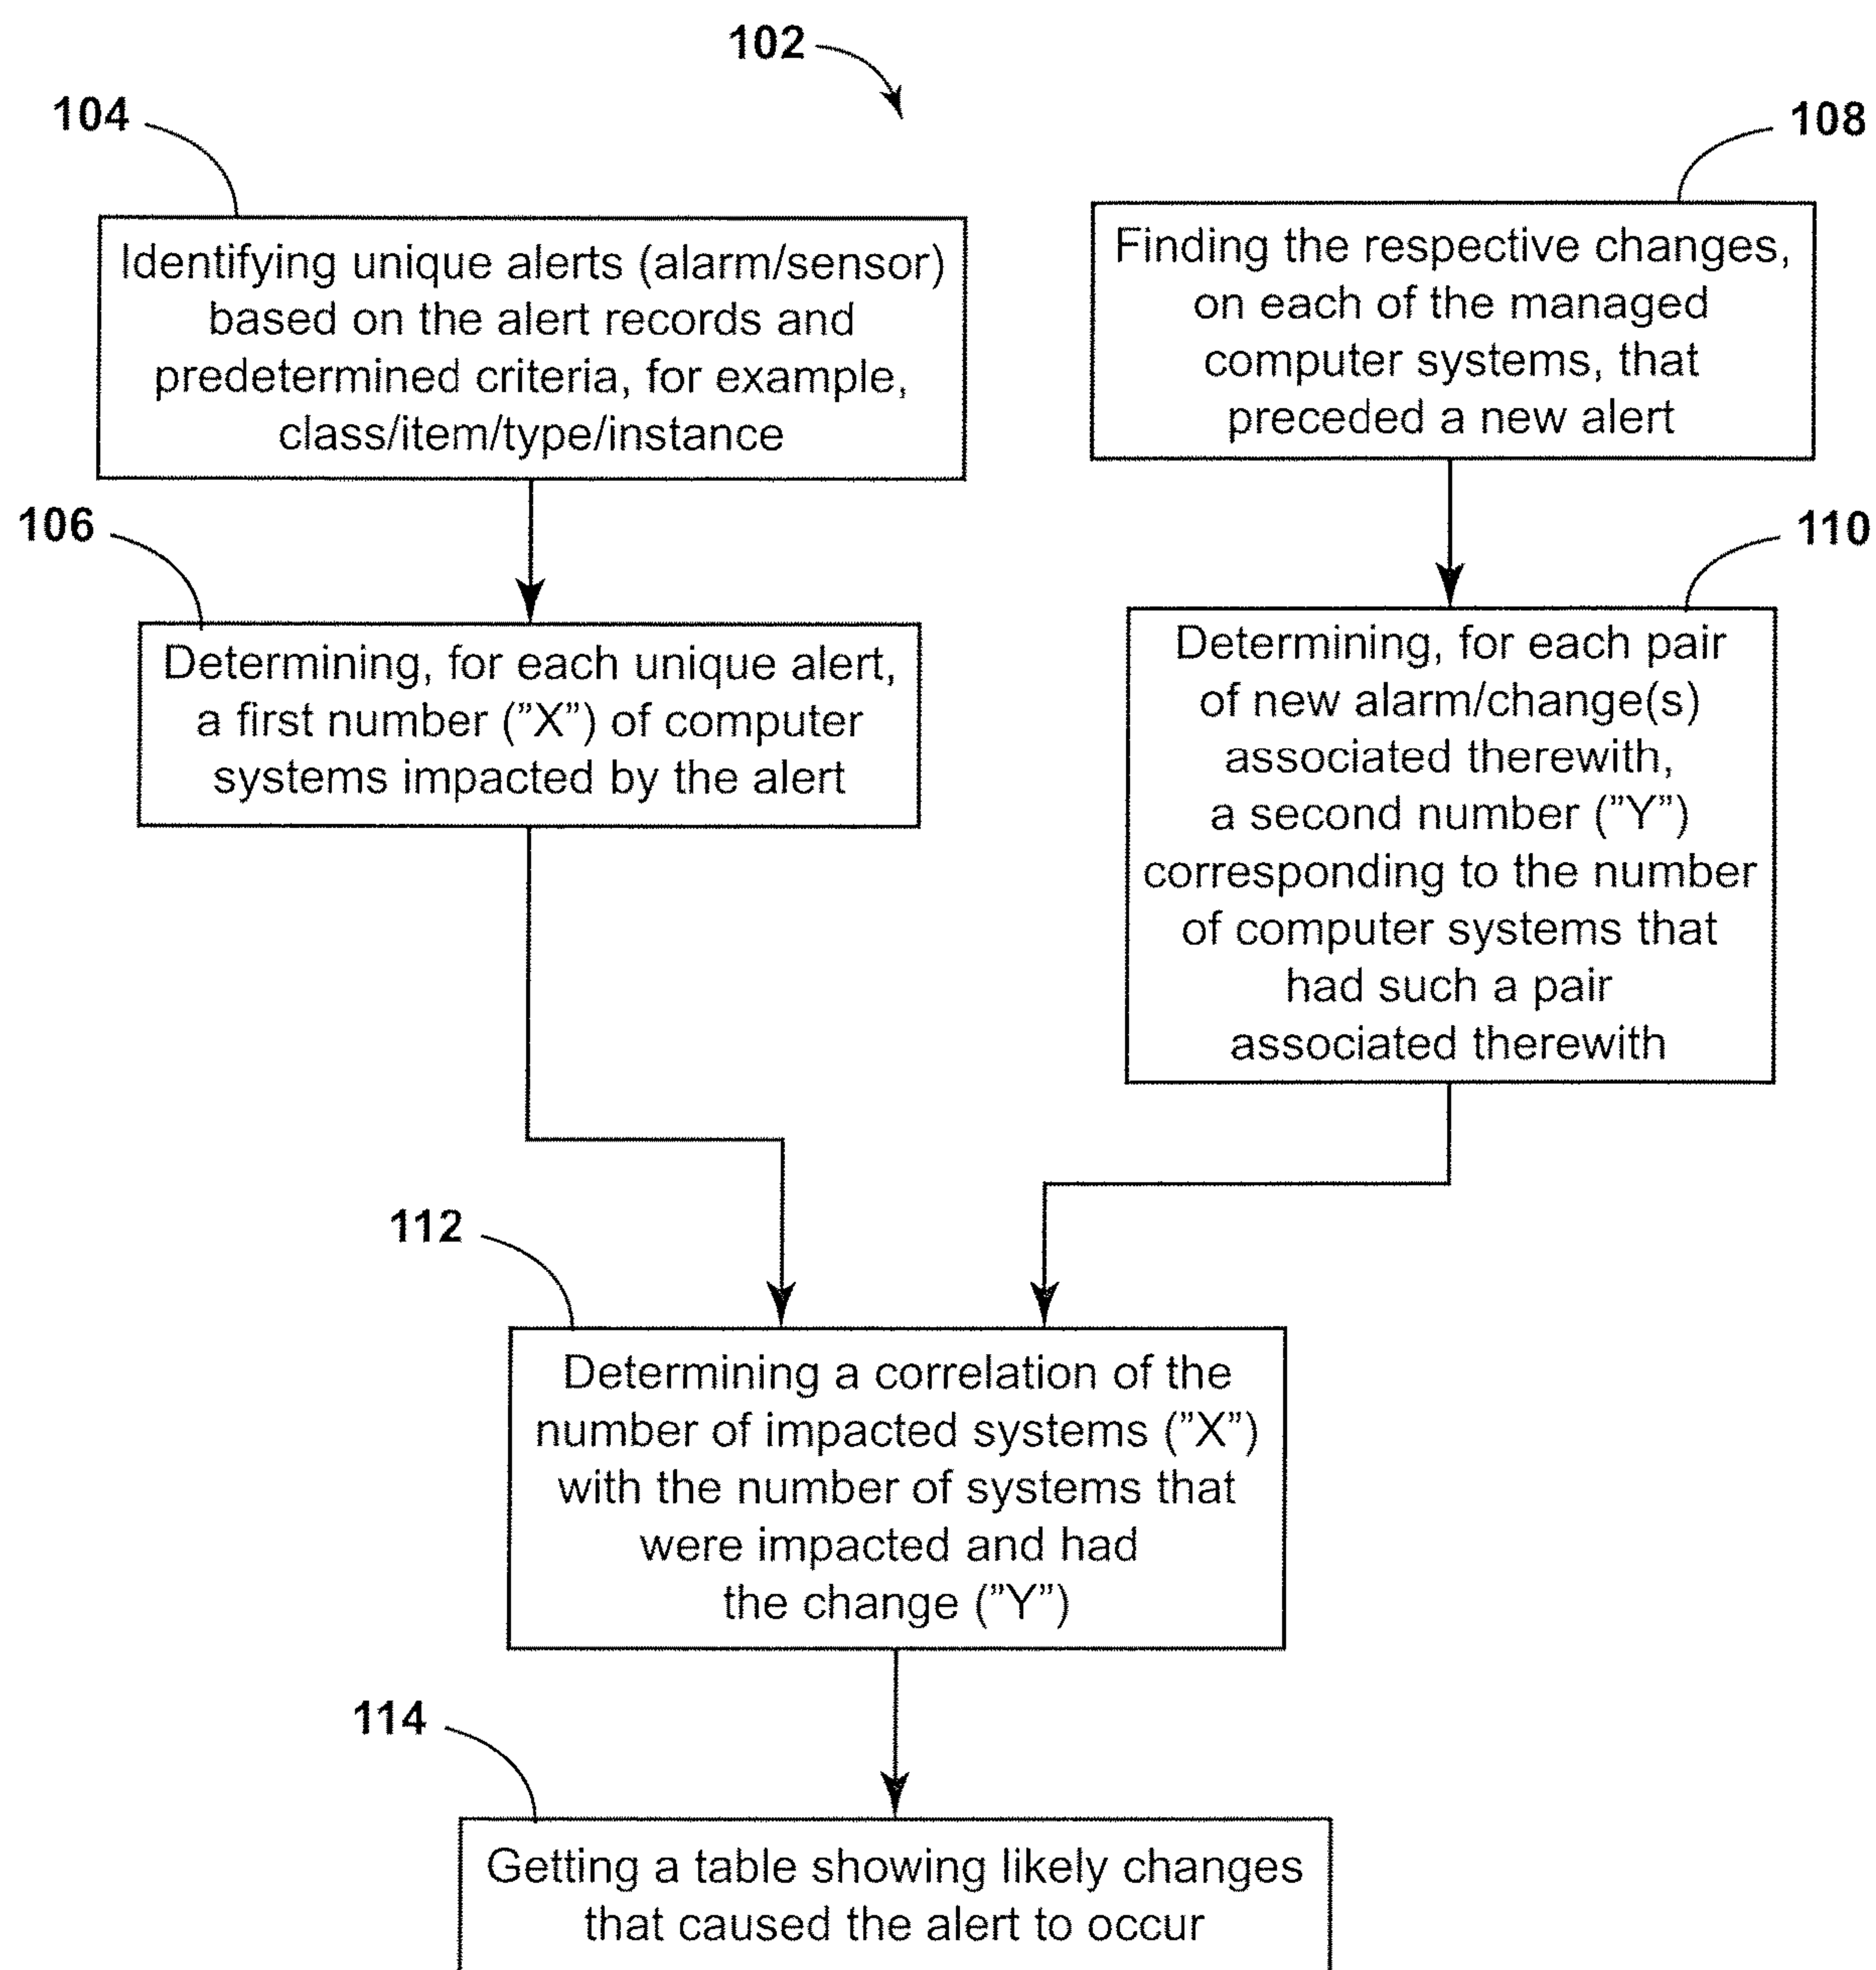 102
104
Identifying unique alerts (alarm/sensor)
based on the alert records and
predetermined criteria, for example,
class/item/type/instance
106
Determining, for each unique alert,
a first number (”X”) of computer
systems impacted by the alert
108
Finding the respective changes,
on each of the managed
computer systems, that
preceded a new alert
110
Determining, for each pair
of new alarm/change(s)
associated therewith,
a second number (”Y”)
corresponding to the number
of computer systems that
had such a pair
associated therewith
112
Determining a correlation of the
number of impacted systems (”X”)
with the number of systems that
were impacted and had
the change (”Y”)
114
Getting a table showing likely changes
that caused the alert to occur